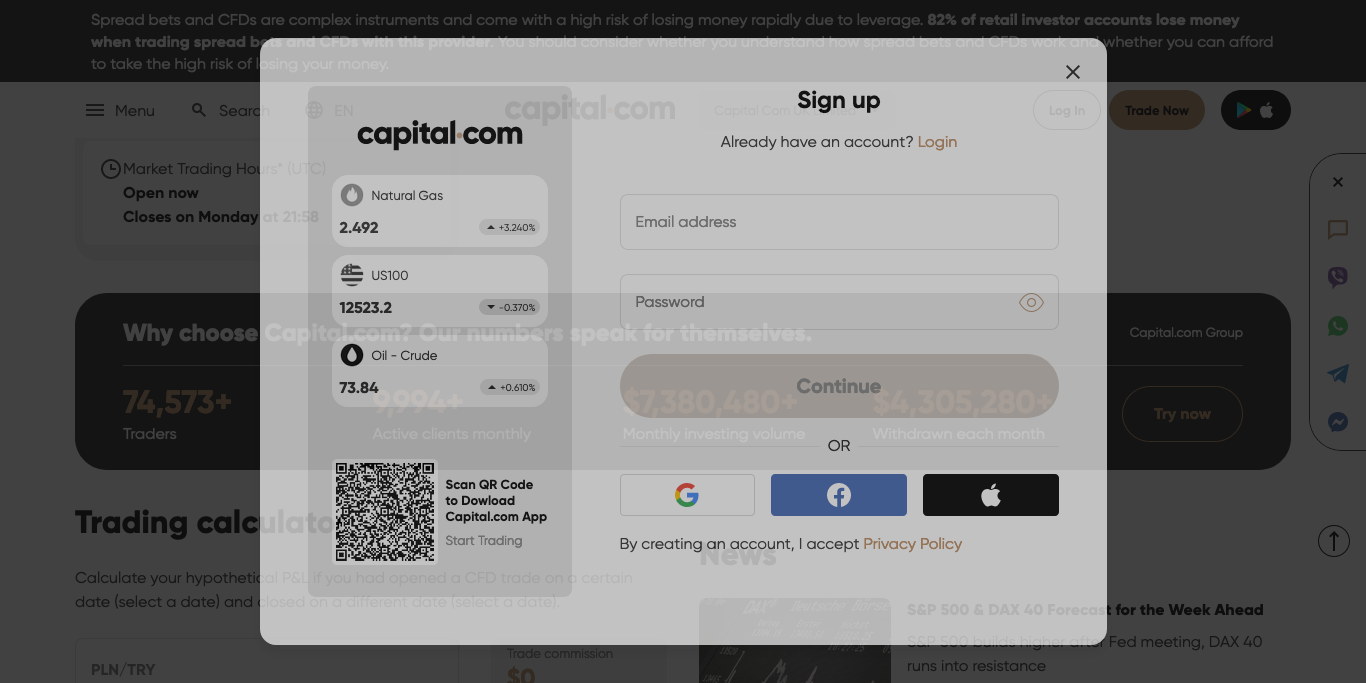 Spread bets and CFDs are complex instruments and come with a high risk of losing money rapidly due to leverage. 82% of retail investor accounts lose money
when trading spread bets and CFDs with this provider. You should consider whether you understand how spread bets and CFDs work and whether you can afford
to take the high risk of losing your money.
Menu
Search
EN
capital.com
Capital Com
Log In
Trade Now
Market Trading Hours* (UTC)
Open now
Closes on Monday at 21:58
capital.com
Natural Gas
2.492
+3.240%
US100
12523.2
-0.370%
Oil - Crude
73.84
+0.610%
Scan QR Code
to Dowload
Capital.com App
Start Trading
Sign up
Already have an account? Login
Email address
Password
Continue
OR
By creating an account, I accept Privacy Policy
Why choose Capital.com? Our numbers speak for themselves.
Capital.com Group
74,573+
Traders
9,994+
Active clients monthly
$7,380,480+
Monthly investing volume
$4,305,280+
Withdrawn each month
Try now
Trading calculator
Calculate your hypothetical P&L if you had opened a CFD trade on a certain
date (select a date) and closed on a different date (select a date).
PLN/TRY
Trade commission
$0
News
S&P 500 & DAX 40 Forecast for the Week Ahead
S&P 500 builds higher after Fed meeting, DAX 40
runs into resistance